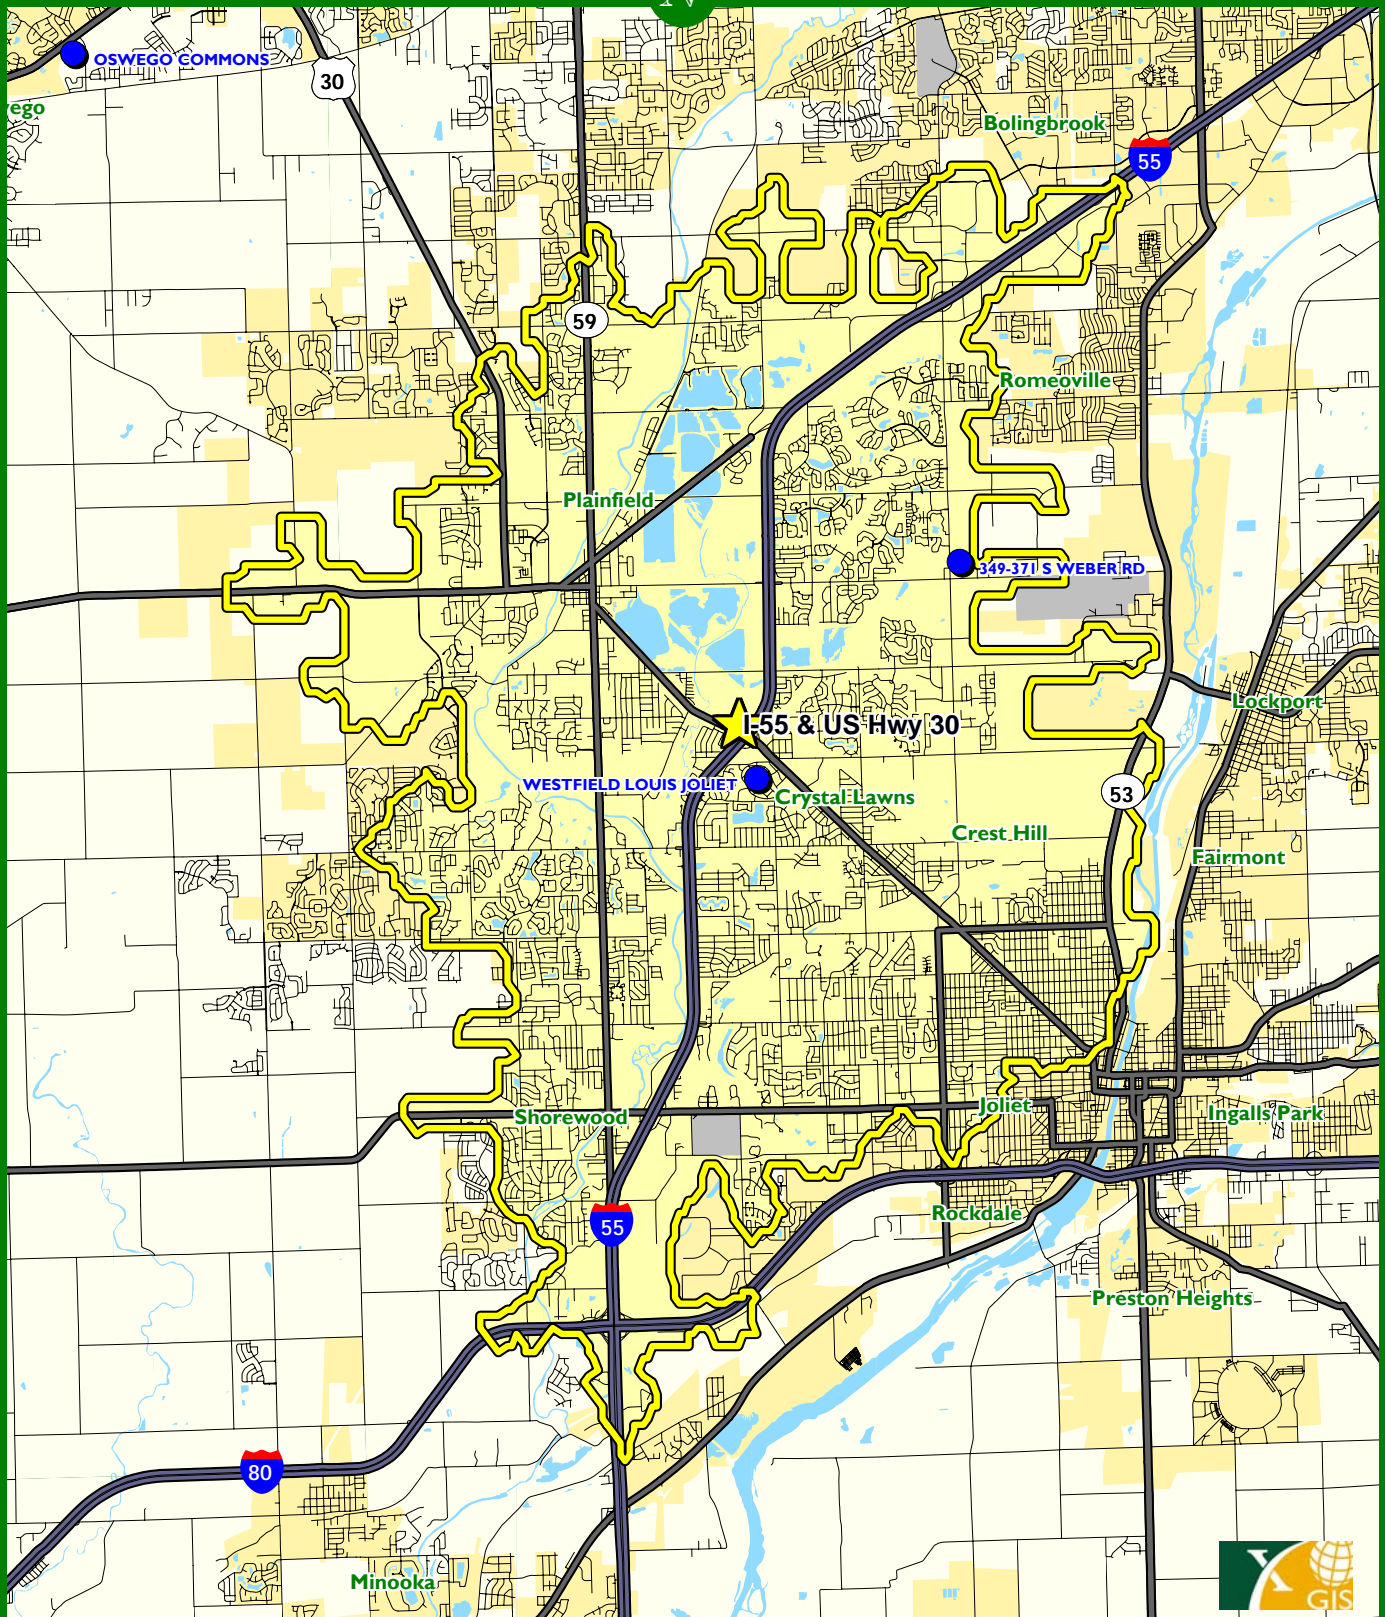 OSWEGO COMMONS
30
vego
Bolingbrook
55
59
Romeoville
Plainfield
349-371 S WEBER RD
Lockport
I-55 & US Hwy 30
WESTFIELD LOUIS JOLIET
Crystal Lawns
53
Crest Hill
Fairmont
Shorewood
Joliet
Ingalls Park
Rockdale
55
Preston Heights
80
Minooka
X
GIS